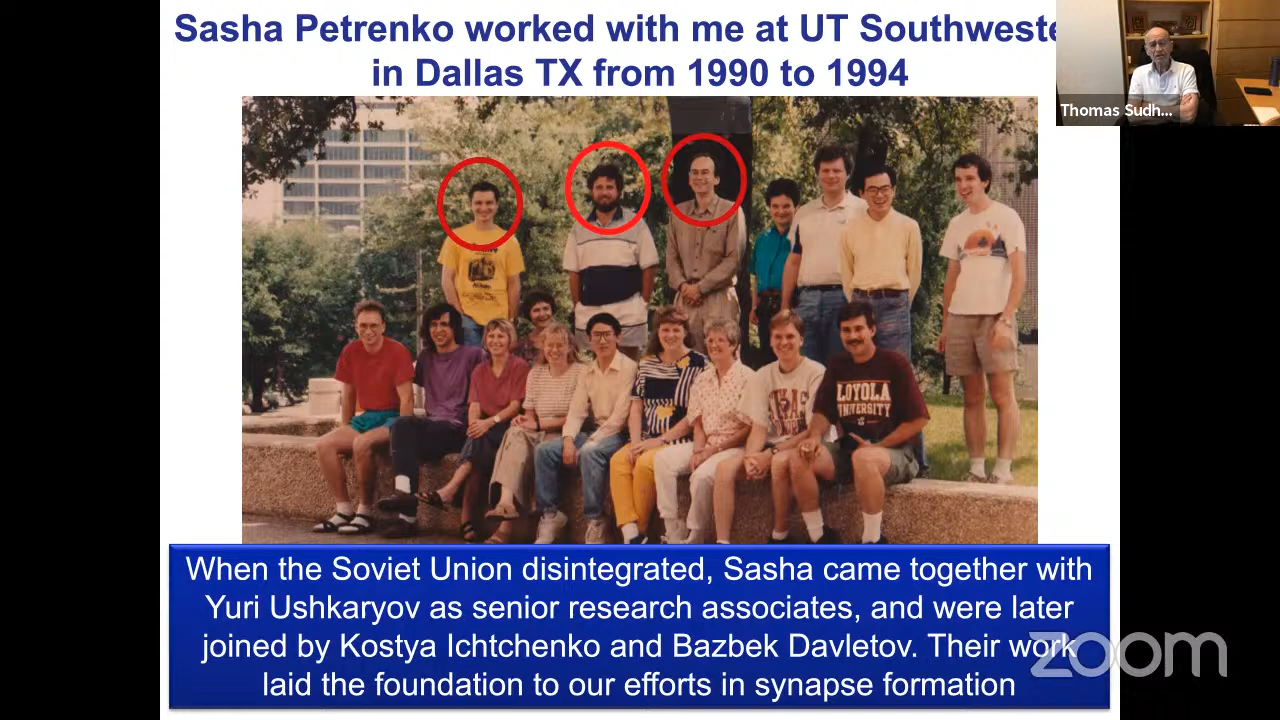 Sasha Petrenko worked with me at UT Southweste
in Dallas TX from 1990 to 1994
Thomas Sudh...
LOYOLA
UNIVERSITY
When the Soviet Union disintegrated, Sasha came together with
Yuri Ushkaryov as senior research associates, and were later
joined by Kostya Ichtchenko and Bazbek Davletov. Their work
laid the foundation to our efforts in synapse formation
zoom